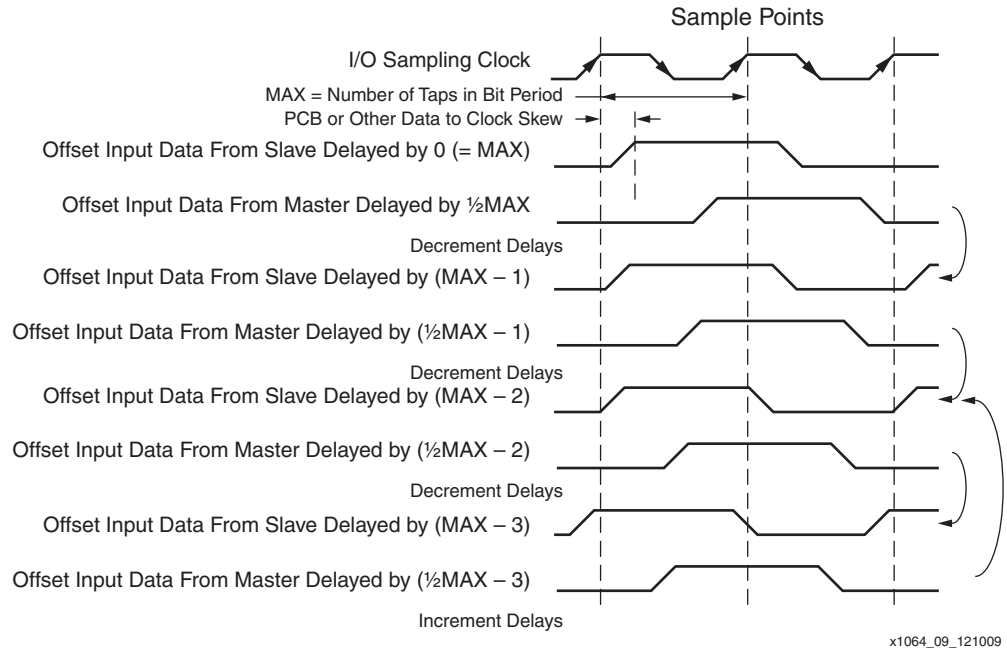 Sample Points
I/O Sampling Clock
MAX = Number of Taps in Bit Period
PCB or Other Data to Clock Skew
Offset Input Data From Slave Delayed by 0 (= MAX)
Offset Input Data From Master Delayed by ½MAX
Decrement Delays
Offset Input Data From Slave Delayed by (MAX – 1)
Offset Input Data From Master Delayed by (½MAX – 1)
Decrement Delays
Offset Input Data From Slave Delayed by (MAX – 2)
Offset Input Data From Master Delayed by (½MAX – 2)
Decrement Delays
Offset Input Data From Slave Delayed by (MAX – 3)
Offset Input Data From Master Delayed by (½MAX – 3)
Increment Delays
x1064_09_121009